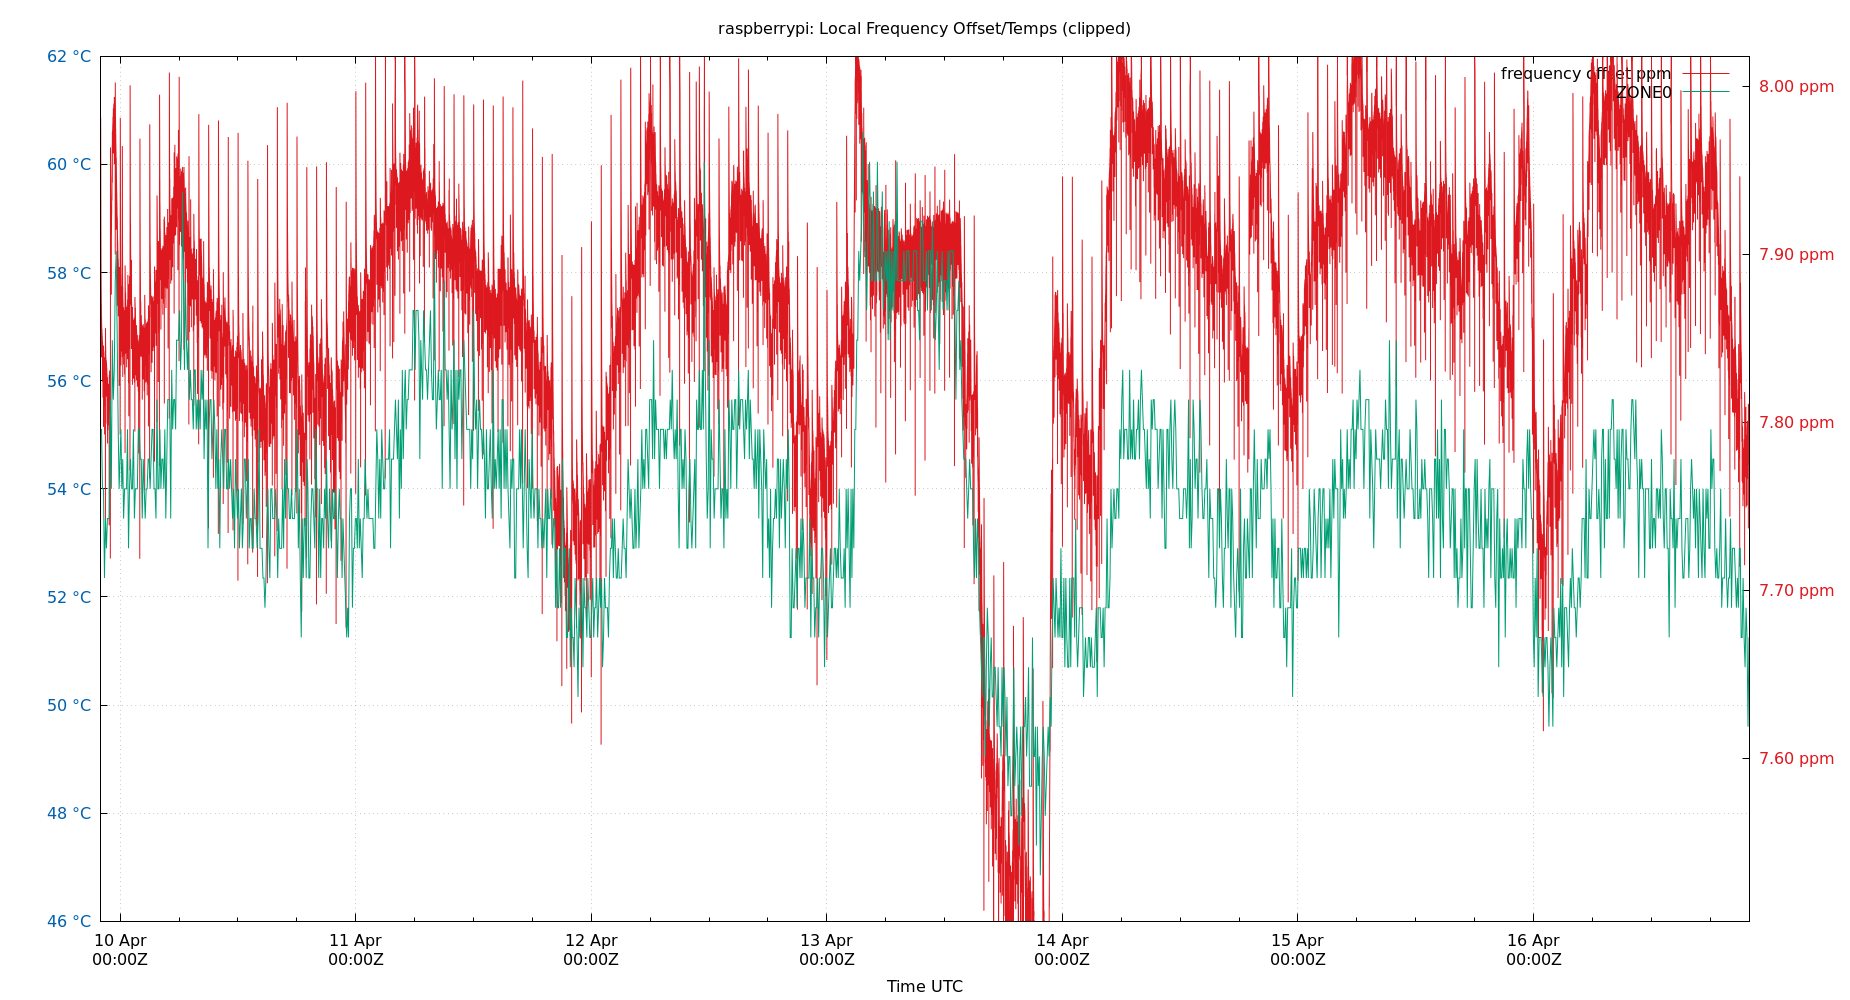 raspberrypi: Local Frequency Offset/Temps (clipped)
62 °C
60 °C
58 °C
56 °C
54 °C
52 °C
50 °C
48 °C
46 °C
frequency offset ppm
ZONE0
8.00 ppm
7.90 ppm
7.80 ppm
7.70 ppm
7.60 ppm
10 Apr
00:00Z
11 Apr
00:00Z
12 Apr
00:00Z
13 Apr
00:00Z
14 Apr
00:00Z
15 Apr
00:00Z
16 Apr
00:00Z
Time UTC